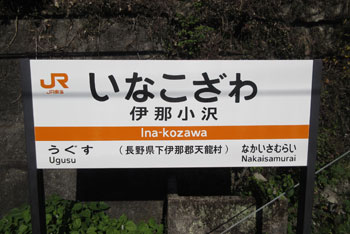 JR
JR東海
いなこざわ
伊那小沢
Ina-kozawa
うぐす
Ugusu
(長野県下伊那郡天龍村)
なかいさむらい
Nakaisamurai